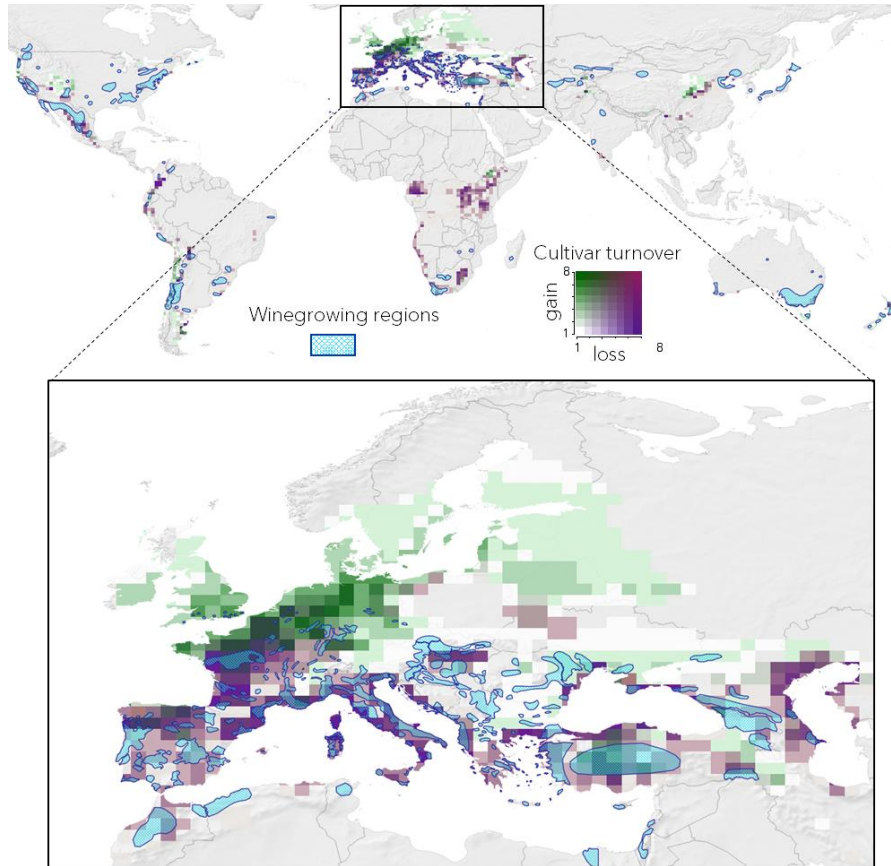 Cultivar turnover
8
gain
1
1
8
loss
Winegrowing regions